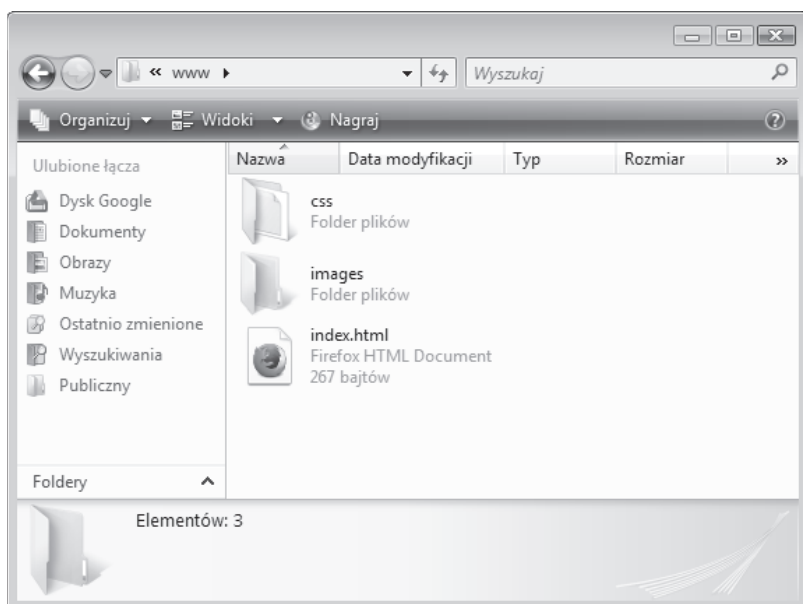 « www
Wyszukaj
Organizuj Widoki Nagraj
Ulubione łącza
Dysk Google
Dokumenty
Obrazy
Muzyka
Ostatnio zmienione
Wyszukiwania
Publiczny
Foldery
Nazwa Data modyfikacji Typ Rozmiar »
css
Folder plików
images
Folder plików
index.html
Firefox HTML Document
267 bajtów
Elementów: 3